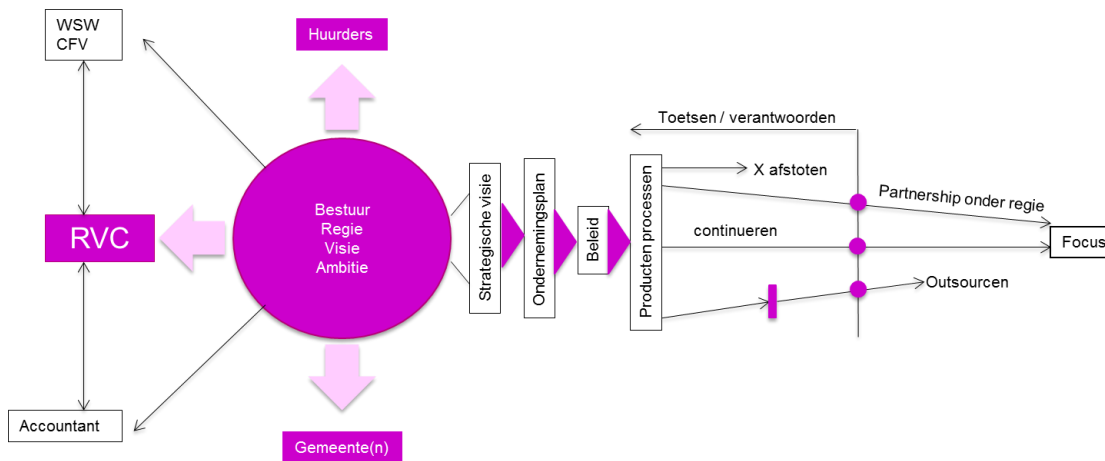 WSW
CFV
Huurders
RVC
Bestuur
Regie
Visie
Ambitie
Accountant
Gemeente(n)
Strategische visie
Ondernemingsplan
Beleid
Producten processen
Toetsen / verantwoorden
X afstoten
Partnership onder regie
continueren
Focus
Outsourcen